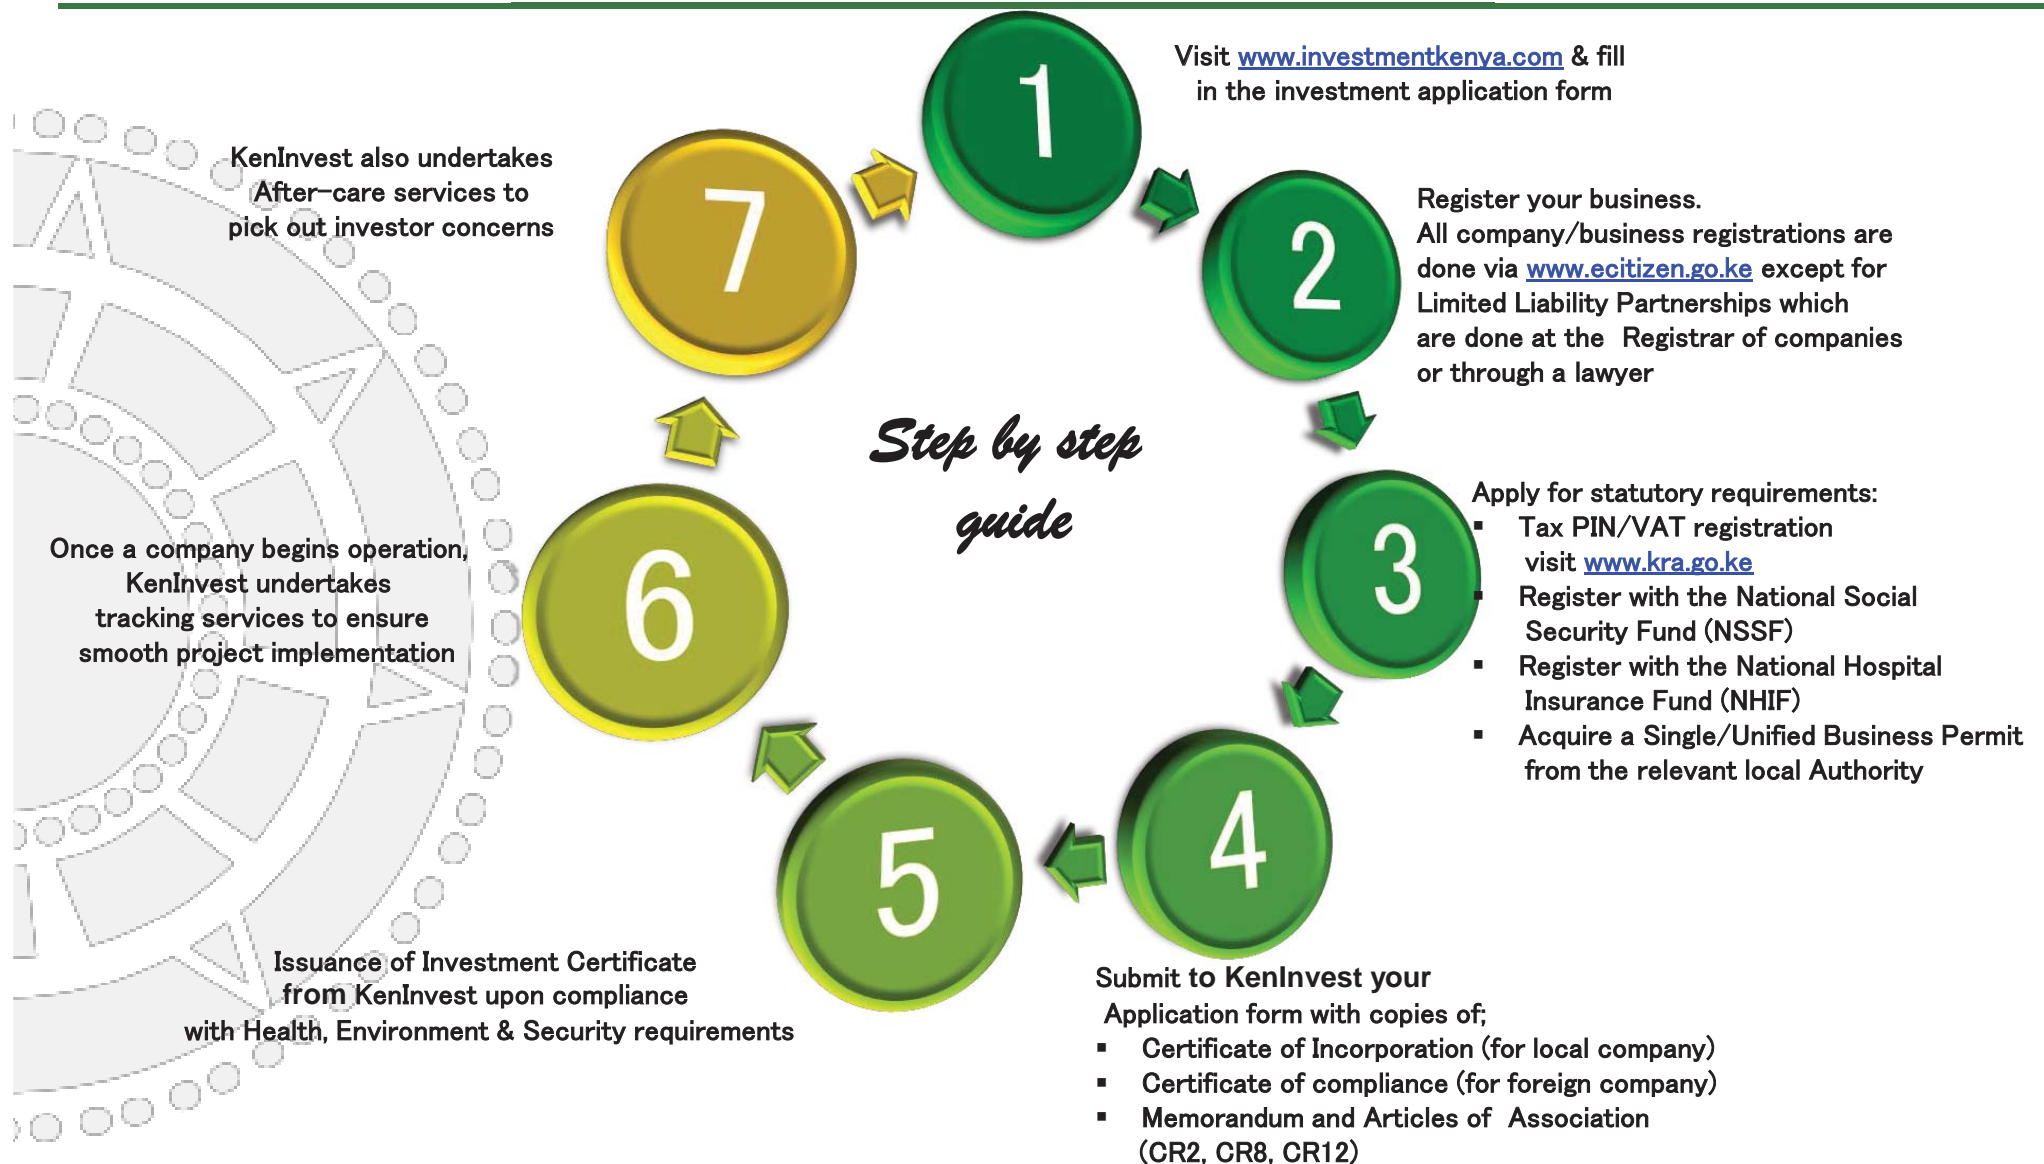 1
Visit www.investmentkenya.com & fill
in the investment application form
2
Register your business.
All company/business registrations are
done via www.ecitizen.go.ke except for
Limited Liability Partnerships which
are done at the Registrar of companies
or through a lawyer
3
Apply for statutory requirements:
▪ Tax PIN/VAT registration
visit www.kra.go.ke
▪ Register with the National Social
Security Fund (NSSF)
▪ Register with the National Hospital
Insurance Fund (NHIF)
▪ Acquire a Single/Unified Business Permit
from the relevant local Authority
4
Submit to KenInvest your
Application form with copies of;
▪ Certificate of Incorporation (for local company)
▪ Certificate of compliance (for foreign company)
▪ Memorandum and Articles of Association
(CR2, CR8, CR12)
5
Issuance of Investment Certificate
from KenInvest upon compliance
with Health, Environment & Security requirements
6
Once a company begins operation,
KenInvest undertakes
tracking services to ensure
smooth project implementation
7
KenInvest also undertakes
After-care services to
pick out investor concerns
Step by step
guide